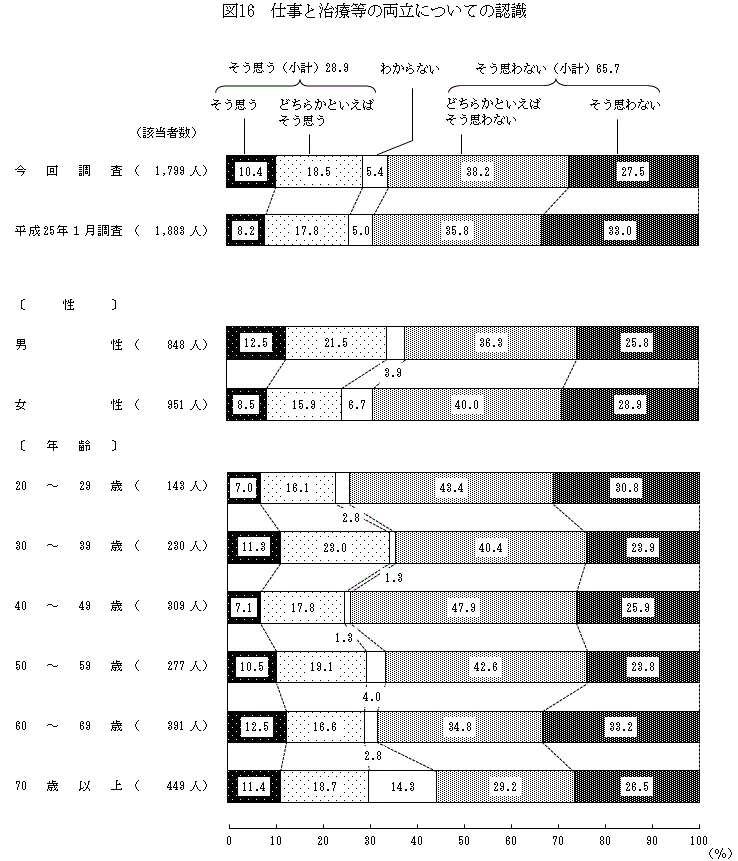 図16　仕事と治療等の両立についての認識
そう思う（小計）28.9　わからない　そう思わない（小計）65.7
そう思う　どちらかといえば　どちらかといえば　そう思わない
そう思う　そう思わない
（該当者数）
今回調査（ 1,799 人） 10.4 18.5 5.4 38.2 27.5
平成25年１月調査（ 1,883 人） 8.2 17.8 5.0 35.8 33.0
〔　性　〕
男　性（ 848 人） 12.5 21.5 36.3 25.8
3.9
女　性（ 951 人） 8.5 15.9 6.7 40.0 28.9
〔 年 齢 〕
20 ～ 29 歳（ 143 人） 7.0 16.1 43.4 30.8
2.8
30 ～ 39 歳（ 230 人） 11.3 23.0 40.4 23.9
1.3
40 ～ 49 歳（ 309 人） 7.1 17.8 47.9 25.9
1.3
50 ～ 59 歳（ 277 人） 10.5 19.1 42.6 23.8
4.0
60 ～ 69 歳（ 391 人） 12.5 16.6 34.8 33.2
2.8
70 歳以上（ 449 人） 11.4 18.7 14.3 29.2 26.5
0 10 20 30 40 50 60 70 80 90 100
（%）